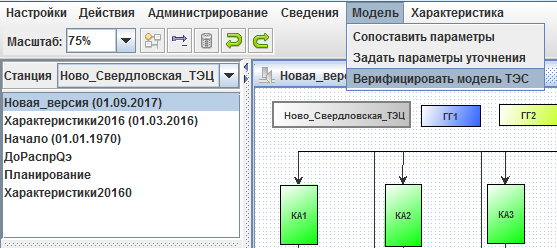 Настройки Действия Администрирование Сведения Модель Характеристика
Масштаб: 75%
Сопоставить параметры
Задать параметры уточнения
Верифицировать модель ТЭС
Станция Ново_Свердловская_ТЭЦ
Новая_вер
Новая_версия (01.09.2017)
Характеристики2016 (01.03.2016)
Начало (01.01.1970)
ДоРаспрQэ
Планирование
Характеристики20160
Ново_Свердловская_ТЭЦ ГГ1 ГГ2
КА1 КА2 КА3